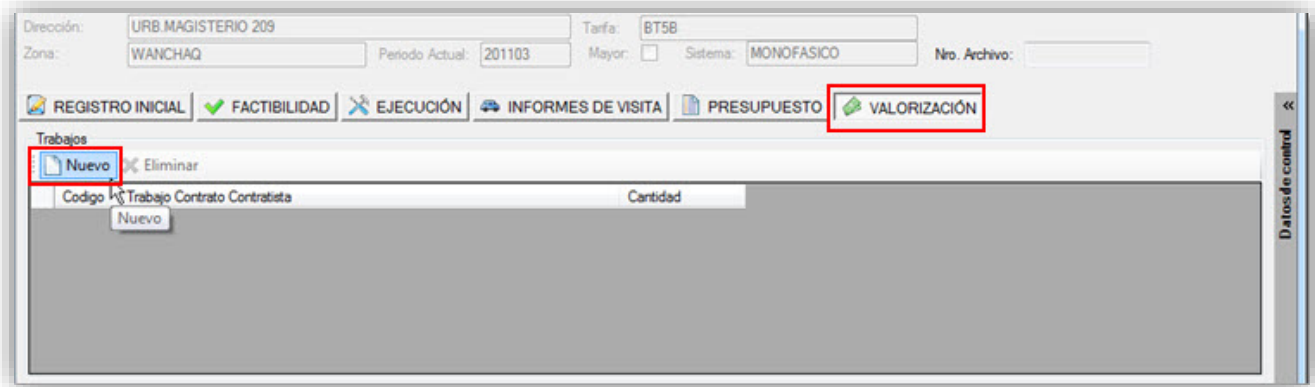 Dirección: URB.MAGISTERIO 209 Tarifa: BT5B
Zona: WANCHAQ Periodo Actual: 201103 Mayor: Sistema: MONOFASICO Nro. Archivo:
REGISTRO INICIAL FACTIBILIDAD EJECUCIÓN INFORMES DE VISITA PRESUPUESTO VALORIZACIÓN «
Trabajos
Nuevo Eliminar
Codigo Trabajo Contrato Contratista Cantidad
Nuevo
Datos de control